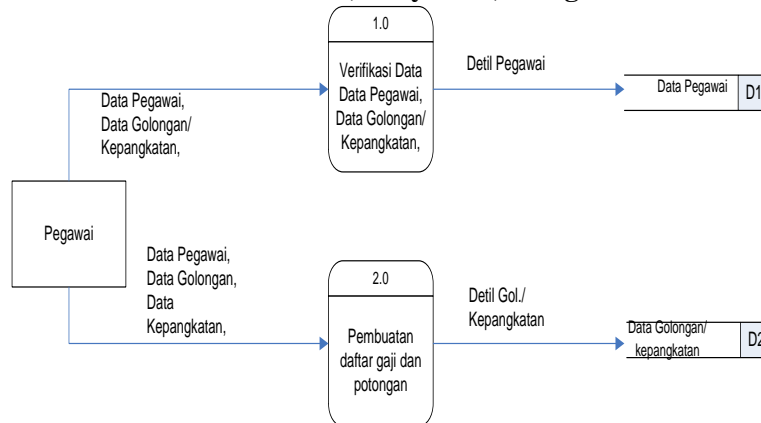 1.0
Verifikasi Data
Data Pegawai,
Data Golongan/
Kepangkatan,
Detil Pegawai
Data Pegawai
D1
Data Pegawai,
Data Golongan/
Kepangkatan,
Pegawai
Data Pegawai,
Data Golongan,
Data
Kepangkatan,
2.0
Pembuatan
daftar gaji dan
potongan
Detil Gol./
Kepangkatan
Data Golongan/
kepangkatan
D2